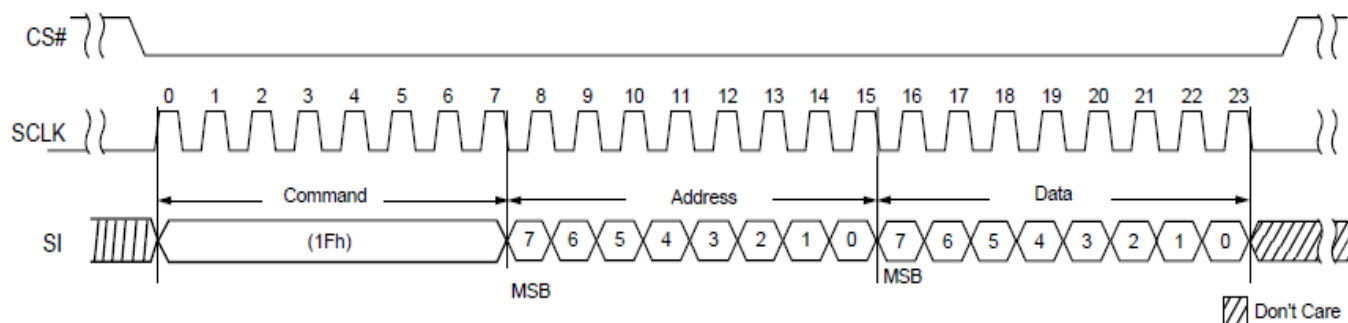 CS#
0 1 2 3 4 5 6 7 8 9 10 11 12 13 14 15 16 17 18 19 20 21 22 23
SCLK
Command Address Data
SI (1Fh) 7 6 5 4 3 2 1 0 7 6 5 4 3 2 1 0
MSB MSB
Don't Care